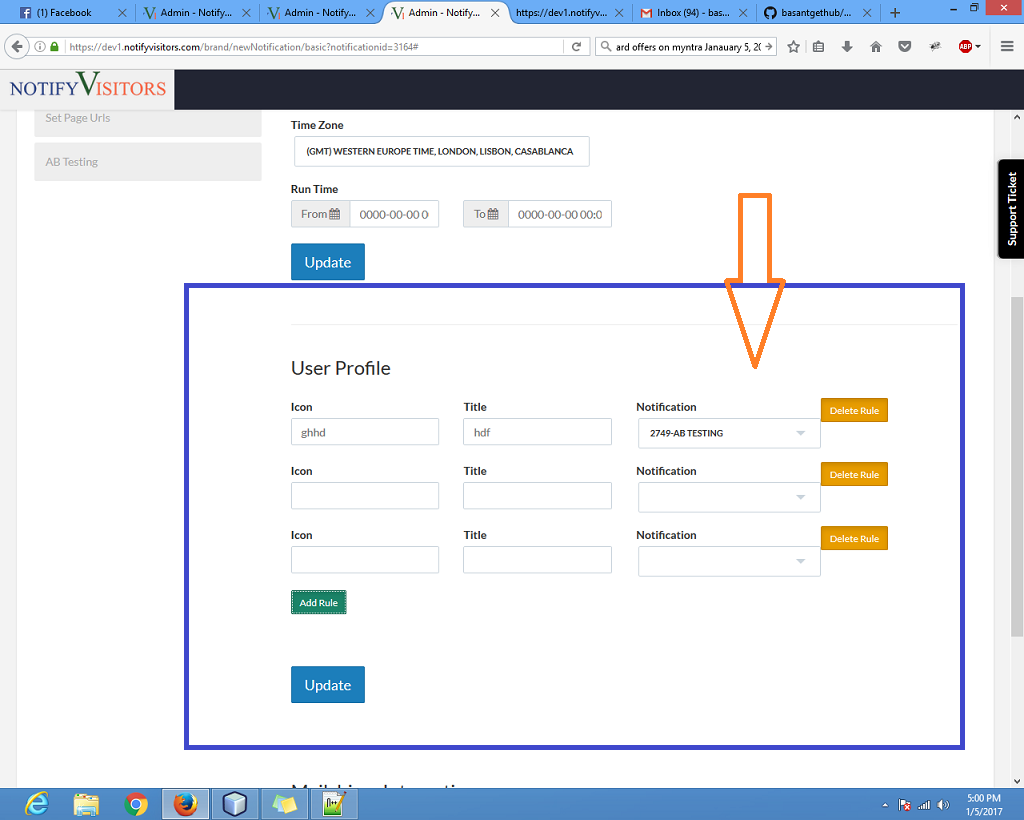 (1) Facebook
Admin - Notify...
Admin - Notify...
Admin - Notify...
https://dev1.notifyv...
Inbox (94) - bas...
basantgethub/...
https://dev1.notifyvisitors.com/brand/newNotification/basic?notificationid=3164#
ard offers on myntra Janauary 5, 20
ABP
NOTIFYVISITORS
Set Page Urls
AB Testing
Time Zone
(GMT) WESTERN EUROPE TIME, LONDON, LISBON, CASABLANCA
Run Time
From 0000-00-00 0
To 0000-00-00 00:0
Update
Support Ticket
User Profile
Icon Title Notification Delete Rule
ghhd hdf 2749-AB TESTING
Icon Title Notification Delete Rule
Icon Title Notification Delete Rule
Add Rule
Update
5:00 PM
1/5/2017